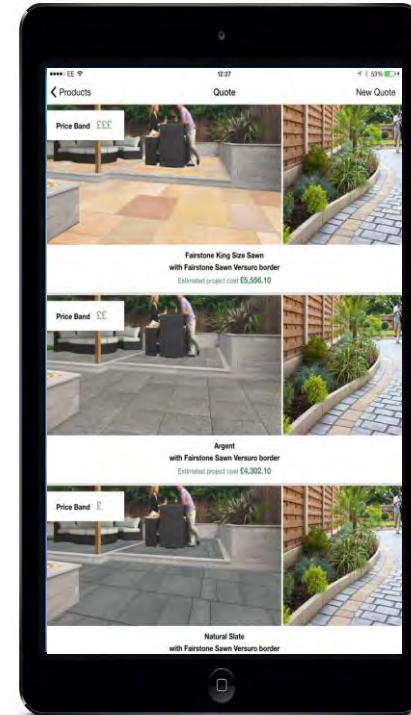 EE
12:37
53%
Products
Quote
New Quote
Price Band £££
Fairstone King Size Sawn
with Fairstone Sawn Versuro border
Estimated project cost £5,556.10
Price Band ££
Argent
with Fairstone Sawn Versuro border
Estimated project cost £4,302.10
Price Band £
Natural Slate
with Fairstone Sawn Versuro border